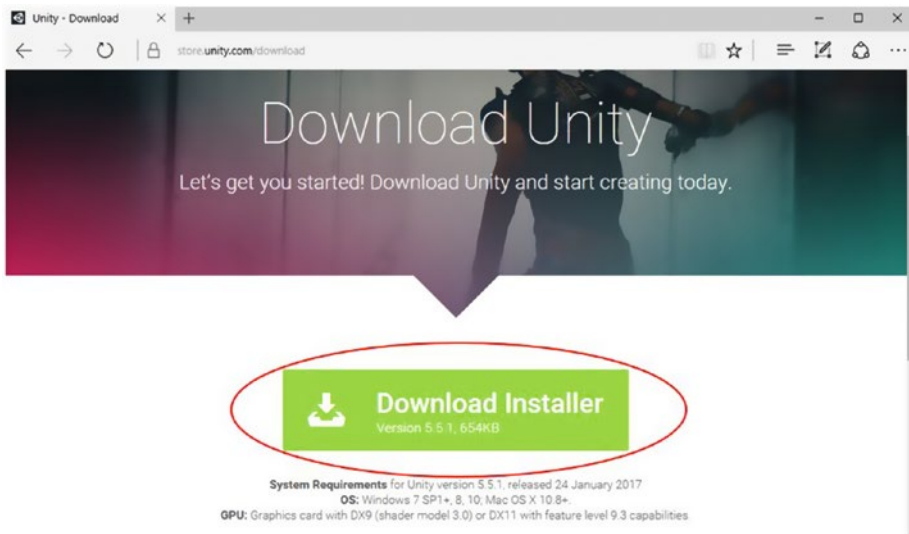 Unity - Download
store.unity.com/download
Download Unity
Let's get you started! Download Unity and start creating today.
Download Installer
Version 5.5.1, 654KB
System Requirements for Unity version 5.5.1, released 24 January 2017
OS: Windows 7 SP1+, 8, 10; Mac OS X 10.8+.
GPU: Graphics card with DX9 (shader model 3.0) or DX11 with feature level 9.3 capabilities.